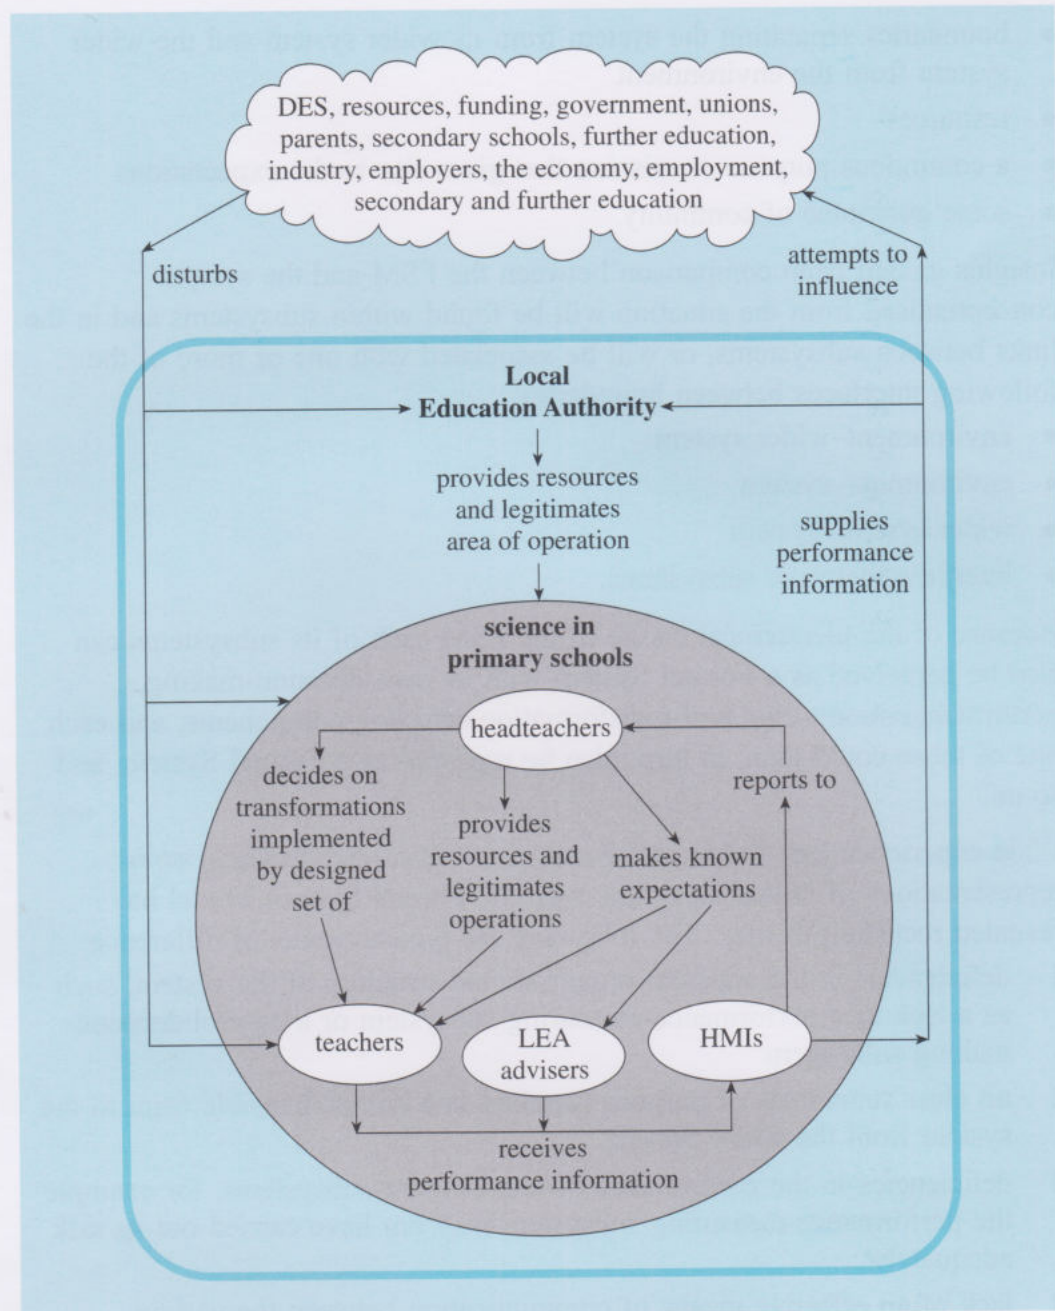 DES, resources, funding, government, unions,
parents, secondary schools, further education,
industry, employers, the economy, employment,
secondary and further education
disturbs
attempts to
influence
Local
Education Authority
provides resources
and legitimates
area of operation
supplies
performance
information
science in
primary schools
headteachers
decides on
transformations
implemented
by designed
set of
provides
resources and
legitimates
operations
makes known
expectations
reports to
teachers
LEA
advisers
HMIs
receives
performance information